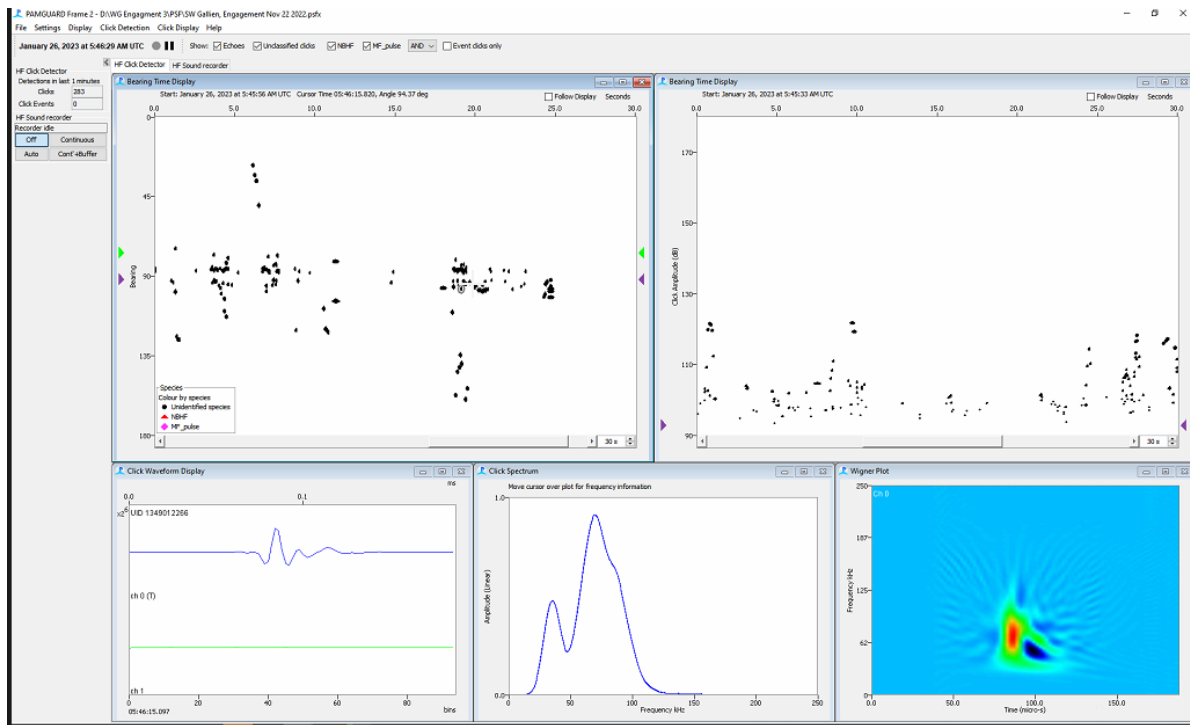 PAMGUARD Frame 2 - D:\WG Engagment 3\PSF\SW Gallien, Engagement Nov 22 2022.psfx
File Settings Display Click Detection Click Display Help
January 26, 2023 at 5:46:29 AM UTC Show: Echoes Unclassified clicks NBHF MF_pulse AND Event clicks only
HF Click Detector
Detections in last 1 minutes
Clicks 283
Click Events 0
HF Sound recorder
Recorder idle
Off Continuous
Auto Cont'+Buffer
HF Click Detector HF Sound recorder
Bearing Time Display
Start: January 26, 2023 at 5:45:56 AM UTC Cursor Time 05:46:15.820, Angle 94.37 deg Follow Display Seconds
0.0 5.0 10.0 15.0 20.0 25.0 30.0
0
45
90
135
180
Bearing
Species
Colour by species
Unidentified species
NBHF
MF_pulse
30 s
Bearing Time Display
Start: January 26, 2023 at 5:45:33 AM UTC Follow Display Seconds
0.0 5.0 10.0 15.0 20.0 25.0 30.0
170
150
130
110
90
Click Amplitude (dB)
30 s
Click Waveform Display
ms
0.0 0.1
x2^6 UID 1349012266
ch 0 (T)
ch 1
0 20 40 60 80
05:46:15.097 bins
Click Spectrum
Move cursor over plot for frequency information
1.0
Amplitude (Linear)
0.0
0 50 100 150 200 250
Frequency kHz
Wigner Plot
Ch 0
250
187
125
62
0
Frequency kHz
0.0 50.0 100.0 150.0
Time (micro-s)